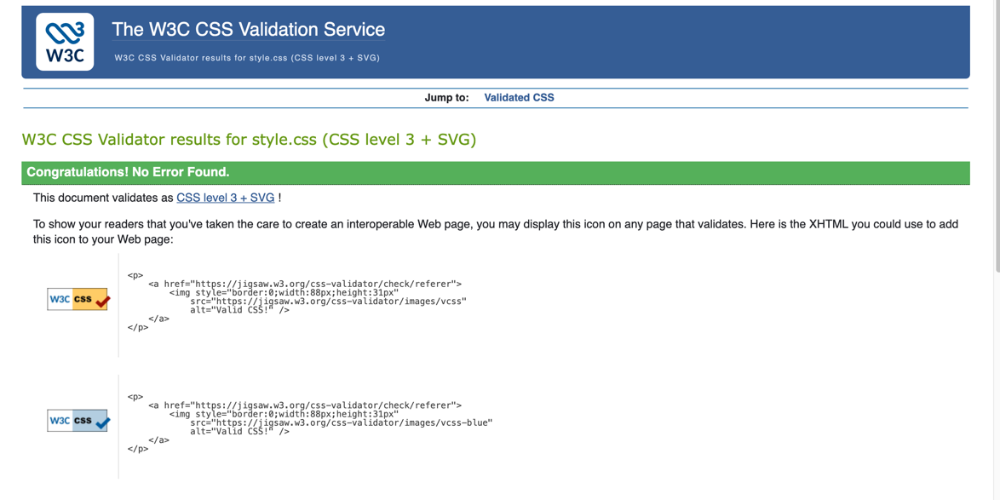 W3C
The W3C CSS Validation Service
W3C CSS Validator results for style.css (CSS level 3 + SVG)
Jump to: Validated CSS
W3C CSS Validator results for style.css (CSS level 3 + SVG)
Congratulations! No Error Found.
This document validates as CSS level 3 + SVG !
To show your readers that you've taken the care to create an interoperable Web page, you may display this icon on any page that validates. Here is the XHTML you could use to add
this icon to your Web page:
W3C css
<p>
<a href="https://jigsaw.w3.org/css-validator/check/referer">
<img style="border:0;width:88px;height:31px"
src="https://jigsaw.w3.org/css-validator/images/vcss"
alt="Valid CSS!" />
</a>
</p>
W3C css
<p>
<a href="https://jigsaw.w3.org/css-validator/check/referer">
<img style="border:0;width:88px;height:31px"
src="https://jigsaw.w3.org/css-validator/images/vcss-blue"
alt="Valid CSS!" />
</a>
</p>